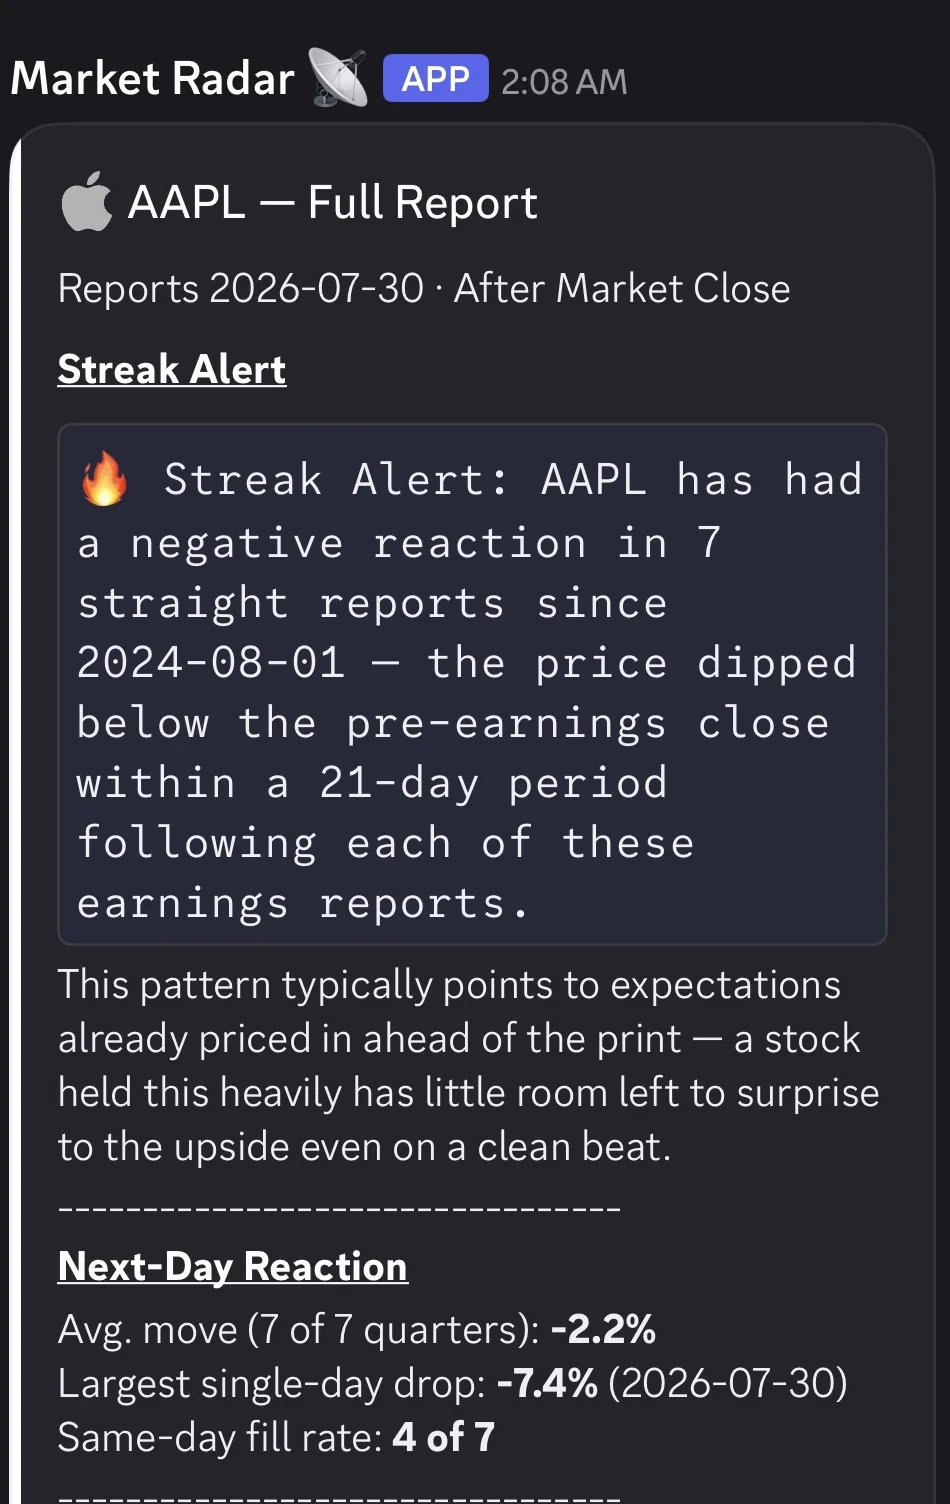 Market Radar APP 2:08 AM
AAPL — Full Report
Reports 2026-07-30 · After Market Close
Streak Alert
Streak Alert: AAPL has had
a negative reaction in 7
straight reports since
2024-08-01 — the price dipped
below the pre-earnings close
within a 21-day period
following each of these
earnings reports.
This pattern typically points to expectations
already priced in ahead of the print — a stock
held this heavily has little room left to surprise
to the upside even on a clean beat.
---------------------------------
Next-Day Reaction
Avg. move (7 of 7 quarters): -2.2%
Largest single-day drop: -7.4% (2026-07-30)
Same-day fill rate: 4 of 7
---------------------------------